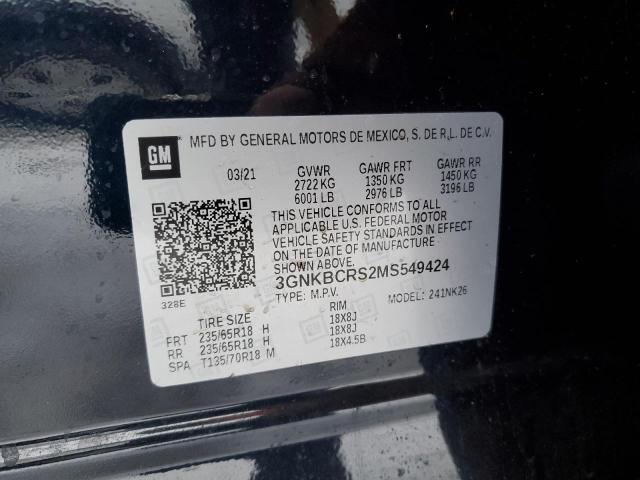 GM
MFD BY GENERAL MOTORS DE MEXICO, S. DE R.L. DE C.V.
03/21 GVWR GAWR FRT GAWR RR
2722 KG 1350 KG 1450 KG
6001 LB 2976 LB 3196 LB
THIS VEHICLE CONFORMS TO ALL
APPLICABLE U.S. FEDERAL MOTOR
VEHICLE SAFETY STANDARDS IN EFFECT
ON THE DATE OF MANUFACTURE
SHOWN ABOVE.
3GNKBCRS2MS549424
328E TYPE: M.P.V. MODEL: 241NK26
TIRE SIZE RIM
FRT 235/65R18 H 18X8J
RR 235/65R18 H 18X8J
SPA T135/70R18 M 18X4.5B